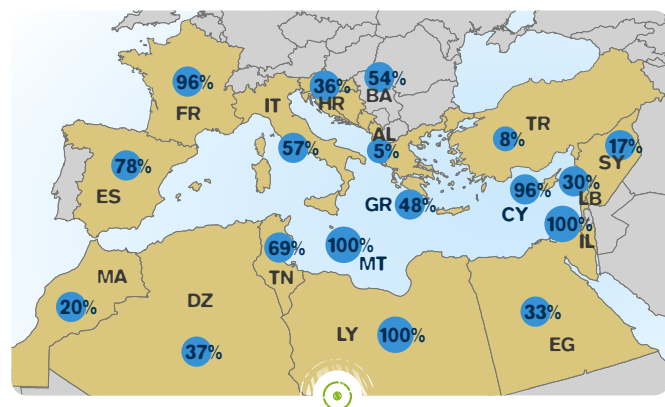 96%
FR
36%
HR
54%
BA
IT
57%
AL
5%
TR
8%
17%
SY
78%
ES
GR
48%
96%
CY
30%
LB
100%
IL
69%
TN
100%
MT
MA
20%
DZ
37%
LY
100%
33%
EG